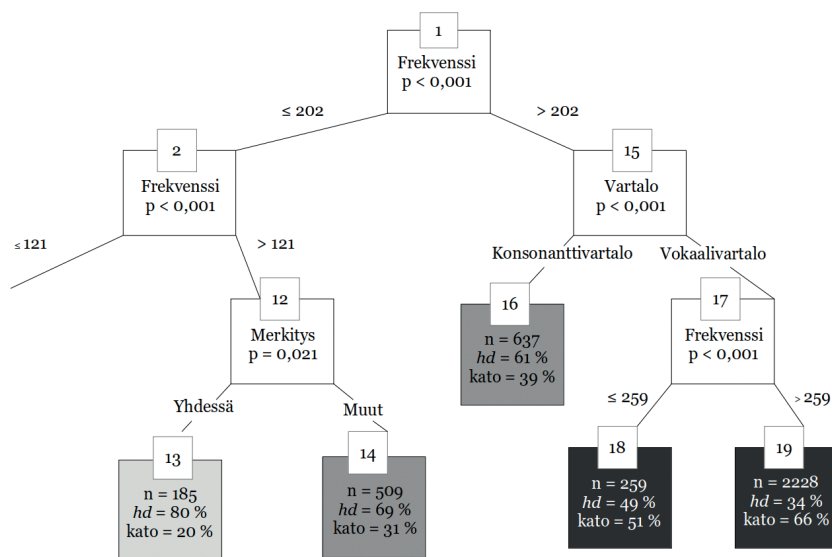 1
Frekvenssi
p < 0,001
≤ 202
> 202
2
Frekvenssi
p < 0,001
15
Vartalo
p < 0,001
≤ 121
> 121
Konsonanttivartalo
Vokaalivartalo
12
Merkitys
p = 0,021
16
n = 637
hd = 61 %
kato = 39 %
17
Frekvenssi
p < 0,001
Yhdessä
Muut
≤ 259
> 259
13
n = 185
hd = 80 %
kato = 20 %
14
n = 509
hd = 69 %
kato = 31 %
18
n = 259
hd = 49 %
kato = 51 %
19
n = 2228
hd = 34 %
kato = 66 %